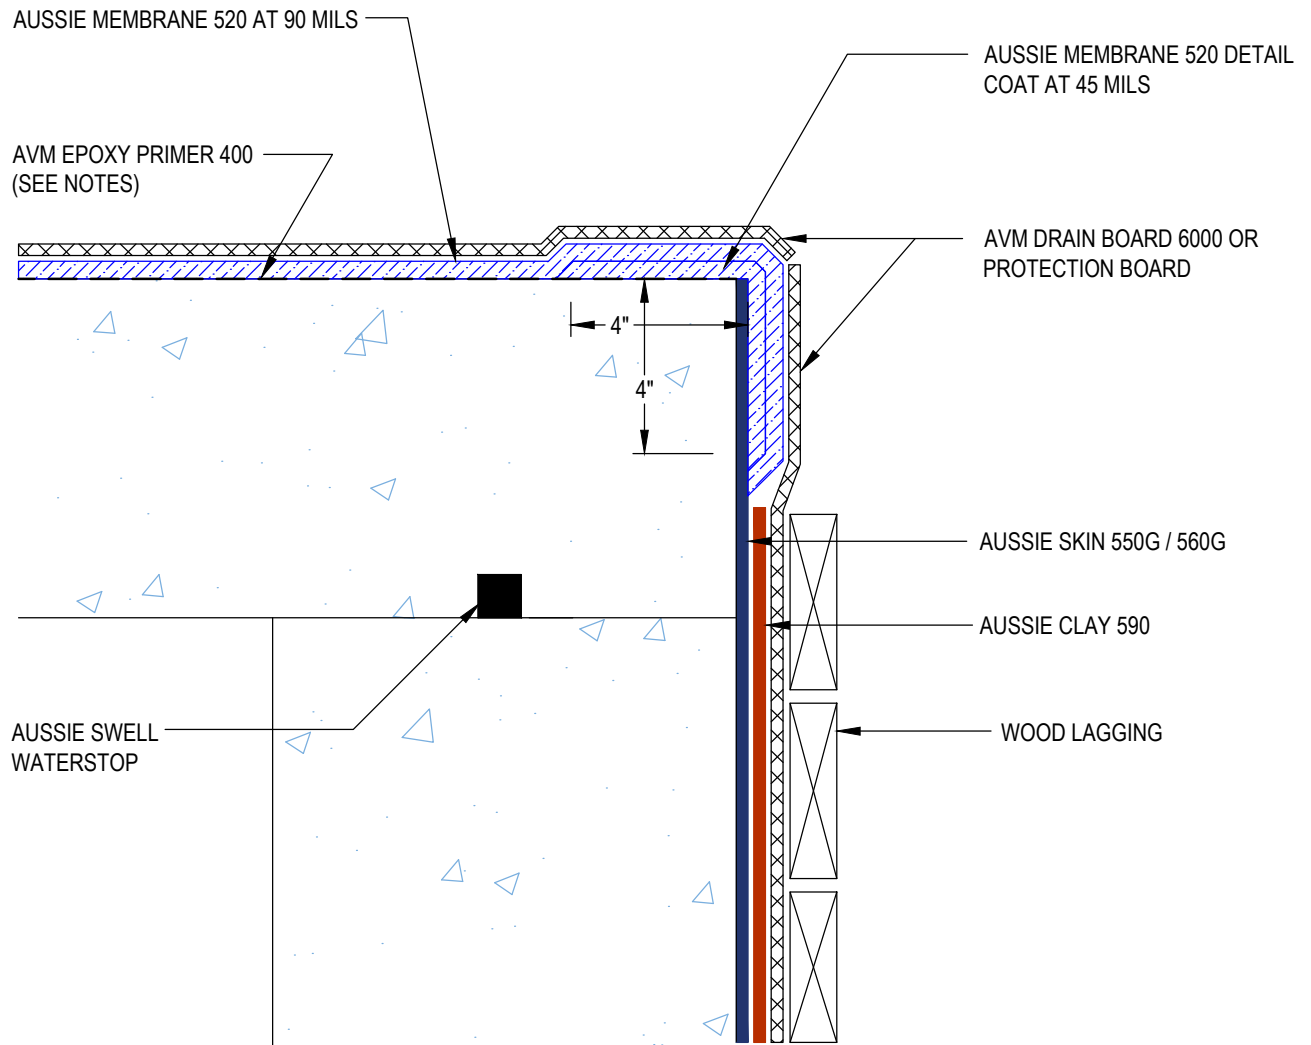 AUSSIE MEMBRANE 520 AT 90 MILS
AUSSIE MEMBRANE 520 DETAIL
COAT AT 45 MILS
AVM EPOXY PRIMER 400
(SEE NOTES)
AVM DRAIN BOARD 6000 OR
PROTECTION BOARD
4"
4"
AUSSIE SKIN 550G / 560G
AUSSIE CLAY 590
AUSSIE SWELL
WATERSTOP
WOOD LAGGING